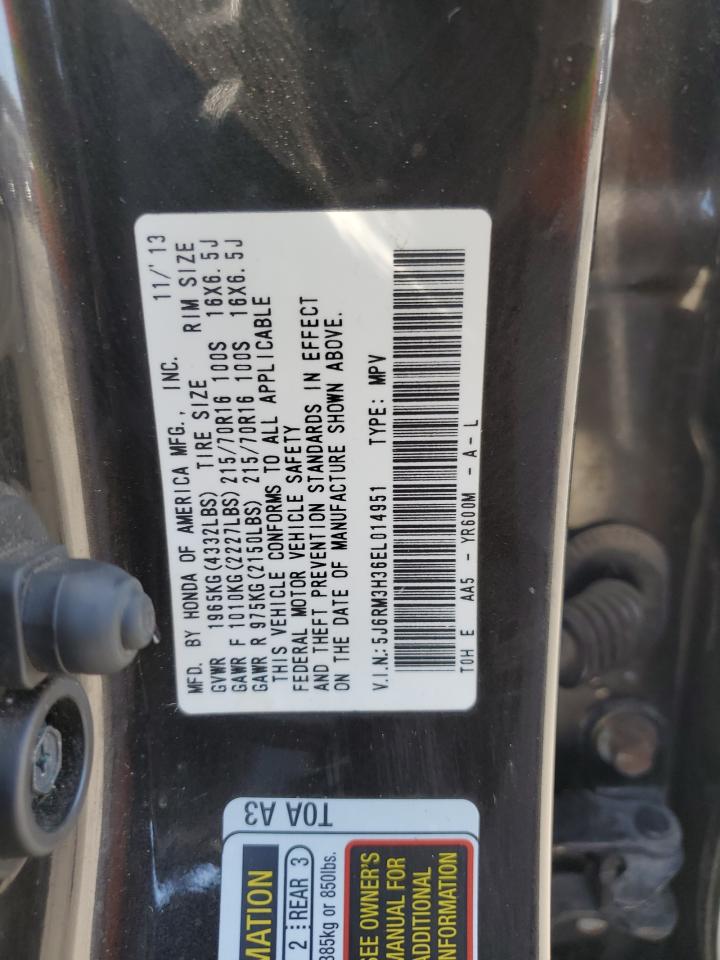 MFD. BY HONDA OF AMERICA MFG., INC. 11/'13
GVWR 1965KG(4332LBS) TIRE SIZE RIM SIZE
GAWR F 1010KG(2227LBS) 215/70R16 100S 16X6.5J
GAWR R 975KG(2150LBS) 215/70R16 100S 16X6.5J
THIS VEHICLE CONFORMS TO ALL APPLICABLE
FEDERAL MOTOR VEHICLE SAFETY
AND THEFT PREVENTION STANDARDS IN EFFECT
ON THE DATE OF MANUFACTURE SHOWN ABOVE.
V.I.N.: 5J6RM3H36EL014951 TYPE: MPV
TOH E AA5 - YR600M - A - L
T0A A3
MATION
2 REAR 3
385kg or 850lbs.
SEE OWNER'S
MANUAL FOR
ADDITIONAL
INFORMATION